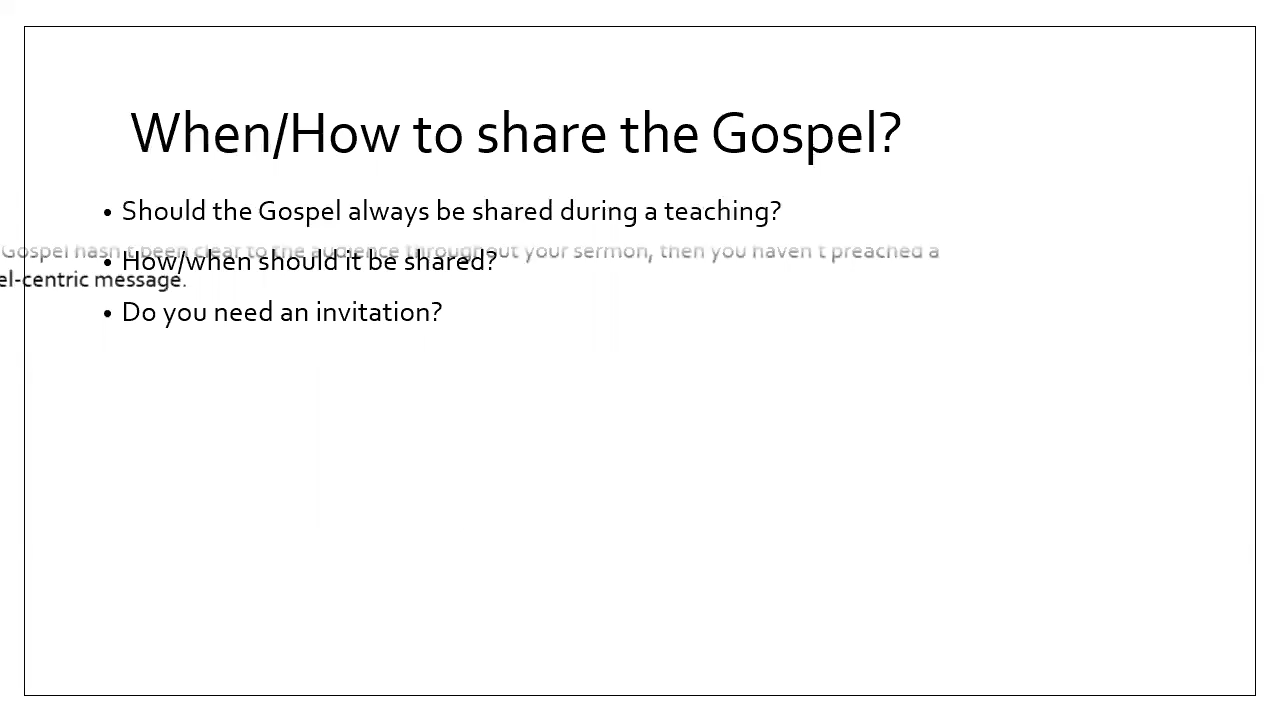 When/How to share the Gospel?
• Should the Gospel always be shared during a teaching?
Gospel hasn't been clear to the audience throughout your sermon, then you haven't preached a
• How/when should it be shared?
el-centric message.
• Do you need an invitation?